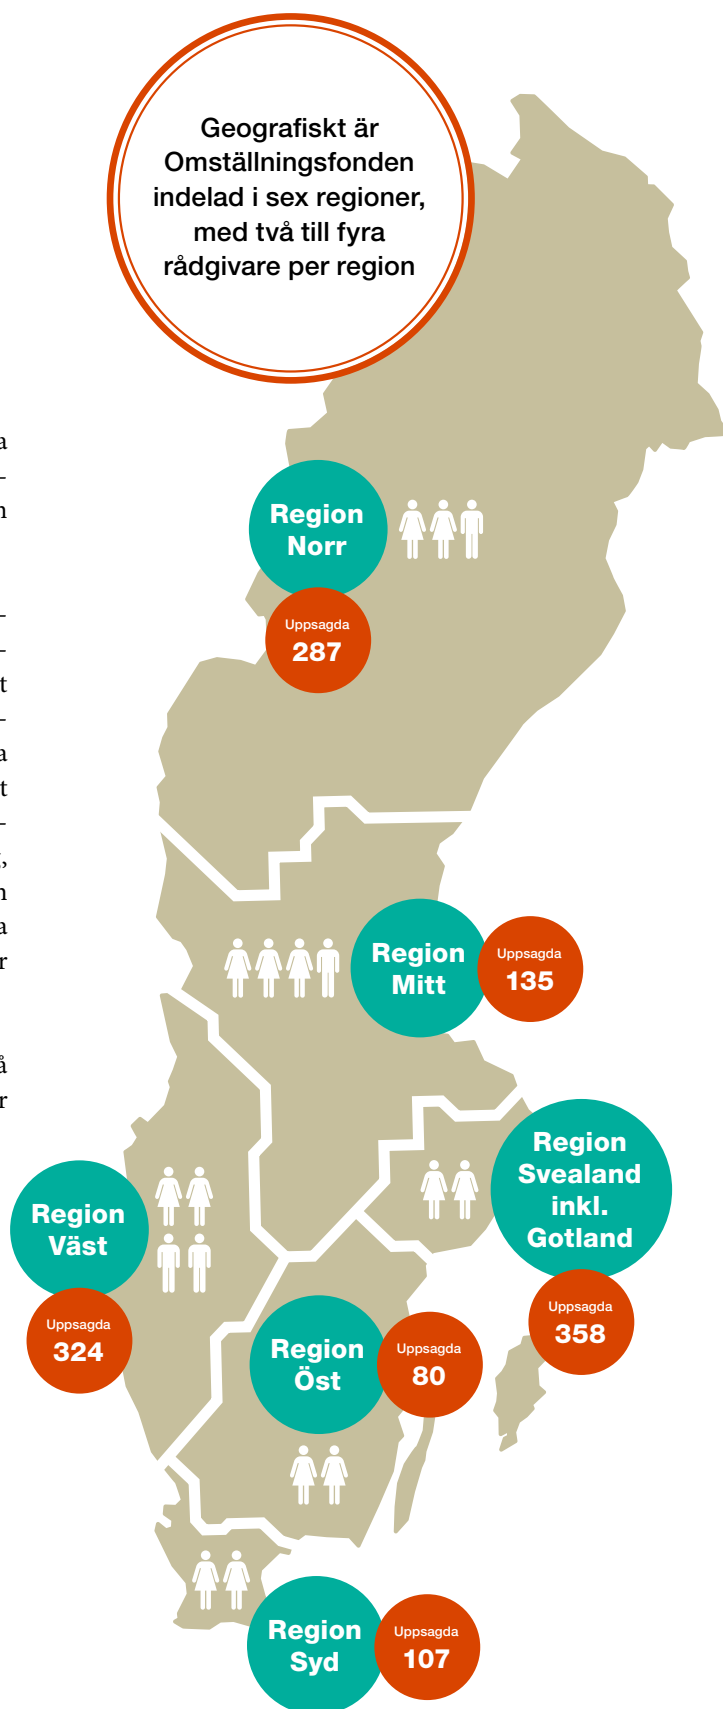 Geografiskt är
Omställningsfonden
indelad i sex regioner,
med två till fyra
rådgivare per region
a
–
n
–
–
t
–
a
t
–
,
n
a
r
å
r
Region
Norr
Uppsagda
287
Region
Mitt
Uppsagda
135
Region
Svealand
inkl.
Gotland
Uppsagda
358
Region
Väst
Uppsagda
324
Region
Öst
Uppsagda
80
Region
Syd
Uppsagda
107